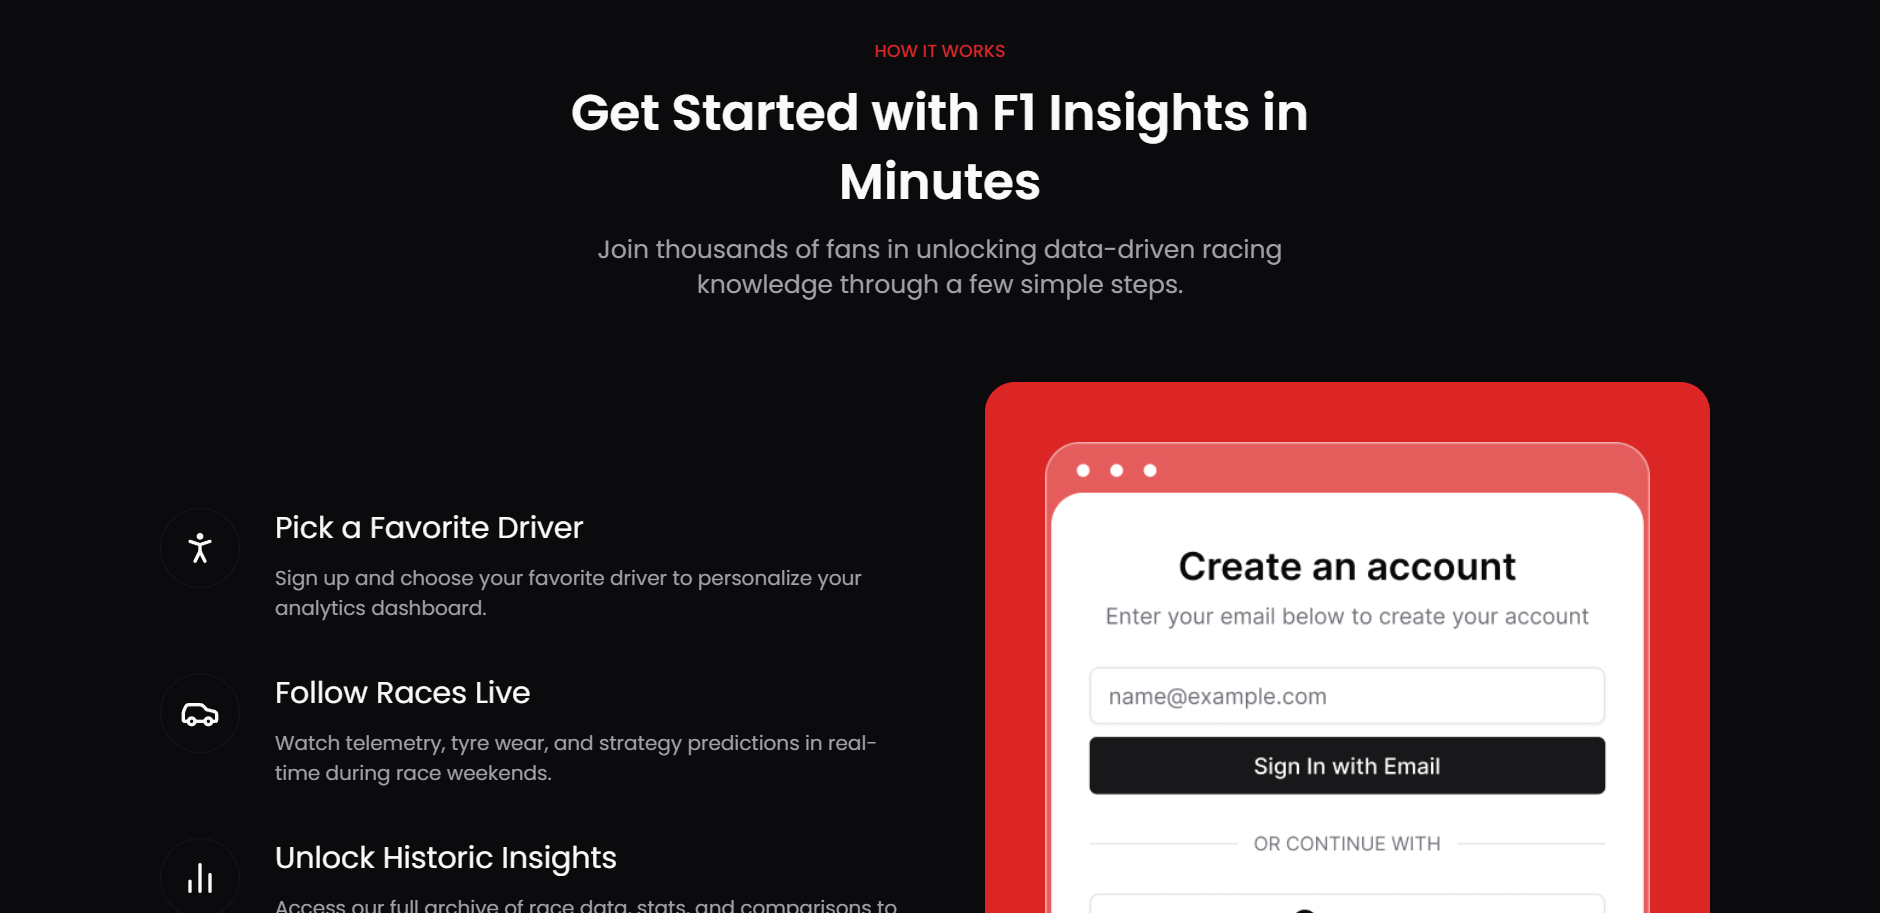 HOW IT WORKS
Get Started with F1 Insights in
Minutes
Join thousands of fans in unlocking data-driven racing
knowledge through a few simple steps.
Pick a Favorite Driver
Sign up and choose your favorite driver to personalize your
analytics dashboard.
Follow Races Live
Watch telemetry, tyre wear, and strategy predictions in real-
time during race weekends.
Unlock Historic Insights
Access our full archive of race data, stats, and comparisons to
Create an account
Enter your email below to create your account
name@example.com
Sign In with Email
OR CONTINUE WITH